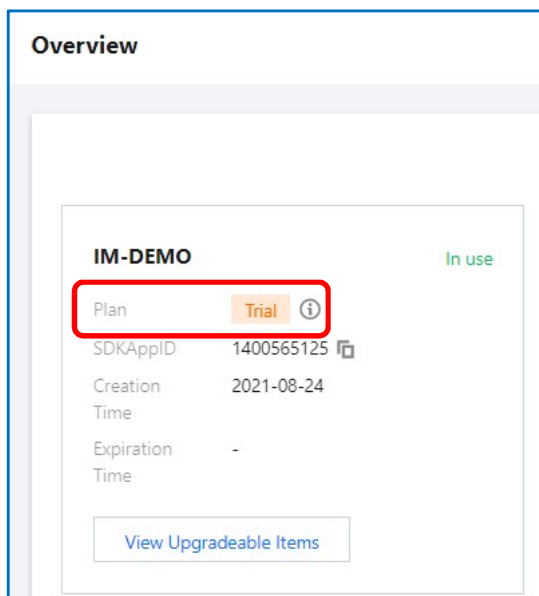 Overview
IM-DEMO In use
Plan Trial
SDKAppID 1400565125
Creation Time 2021-08-24
Expiration Time -
View Upgradeable Items